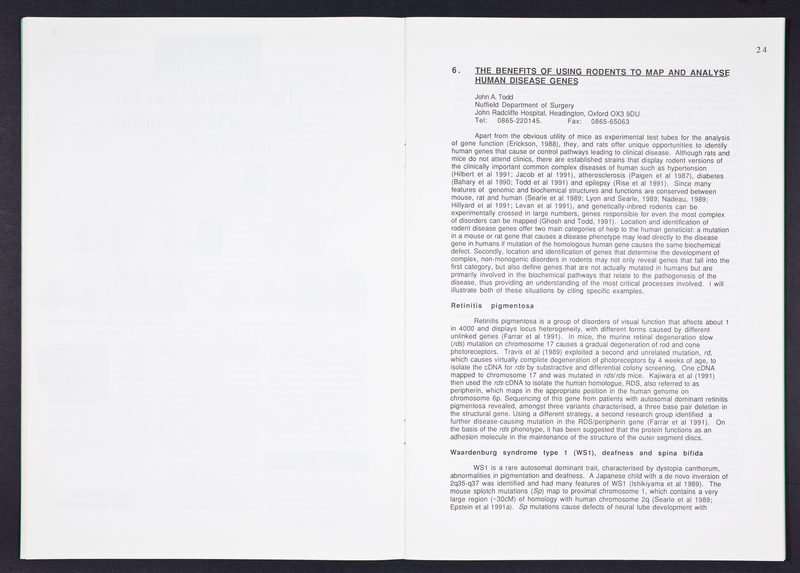 24
6. THE BENEFITS OF USING RODENTS TO MAP AND ANALYSE
HUMAN DISEASE GENES
John A. Todd
Nuffield Department of Surgery
John Radcliffe Hospital, Headington, Oxford OX3 9DU
Tel: 0865-220145. Fax: 0865-65063
Apart from the obvious utility of mice as experimental test tubes for the analysis
of gene function (Erickson, 1988), they, and rats offer unique opportunities to identify
human genes that cause or control pathways leading to clinical disease. Although rats and
mice do not attend clinics, there are established strains that display rodent versions of
the clinically important common complex diseases of human such as hypertension
(Hilbert et al 1991; Jacob et al 1991), atherosclerosis (Paigen et al 1987), diabetes
(Bahary et al 1990; Todd et al 1991) and epilepsy (Rise et al 1991). Since many
features of genomic and biochemical structures and functions are conserved between
mouse, rat and human (Searle et al 1989; Lyon and Searle, 1989; Nadeau, 1989;
Hillyard et al 1991; Levan et al 1991), and genetically-inbred rodents can be
experimentally crossed in large numbers, genes responsible for even the most complex
of disorders can be mapped (Ghosh and Todd, 1991). Location and identification of
rodent disease genes offer two main categories of help to the human geneticist: a mutation
in a mouse or rat gene that causes a disease phenotype may lead directly to the disease
gene in humans if mutation of the homologous human gene causes the same biochemical
defect. Secondly, location and identification of genes that determine the development of
complex, non-monogenic disorders in rodents may not only reveal genes that fall into the
first category, but also define genes that are not actually mutated in humans but are
primarily involved in the biochemical pathways that relate to the pathogenesis of the
disease, thus providing an understanding of the most critical processes involved. I will
illustrate both of these situations by citing specific examples.
Retinitis pigmentosa
Retinitis pigmentosa is a group of disorders of visual function that affects about 1
in 4000 and displays locus heterogeneity, with different forms caused by different
unlinked genes (Farrar et al 1991). In mice, the murine retinal degeneration slow
(rds) mutation on chromosome 17 causes a gradual degeneration of rod and cone
photoreceptors. Travis et al (1989) exploited a second and unrelated mutation, rd,
which causes virtually complete degeneration of photoreceptors by 4 weeks of age, to
isolate the cDNA for rds by substractive and differential colony screening. One cDNA
mapped to chromosome 17 and was mutated in rds/rds mice. Kajiwara et al (1991)
then used the rds cDNA to isolate the human homologue, RDS, also referred to as
peripherin, which maps in the appropriate position in the human genome on
chromosome 6p. Sequencing of this gene from patients with autosomal dominant retinitis
pigmentosa revealed, amongst three variants characterised, a three base pair deletion in
the structural gene. Using a different strategy, a second research group identified a
further disease-causing mutation in the RDS/peripherin gene (Farrar et al 1991). On
the basis of the rds phenotype, it has been suggested that the protein functions as an
adhesion molecule in the maintenance of the structure of the outer segment discs.
Waardenburg syndrome type 1 (WS1), deafness and spina bifida
WS1 is a rare autosomal dominant trait, characterised by dystopia canthorum,
abnormalities in pigmentation and deafness. A Japanese child with a de novo inversion of
2q35-q37 was identified and had many features of WS1 (Ishikiyama et al 1989). The
mouse splotch mutations (Sp) map to proximal chromosome 1, which contains a very
large region (~30cM) of homology with human chromosome 2q (Searle et al 1989;
Epstein et al 1991a). Sp mutations cause defects of neural tube development with